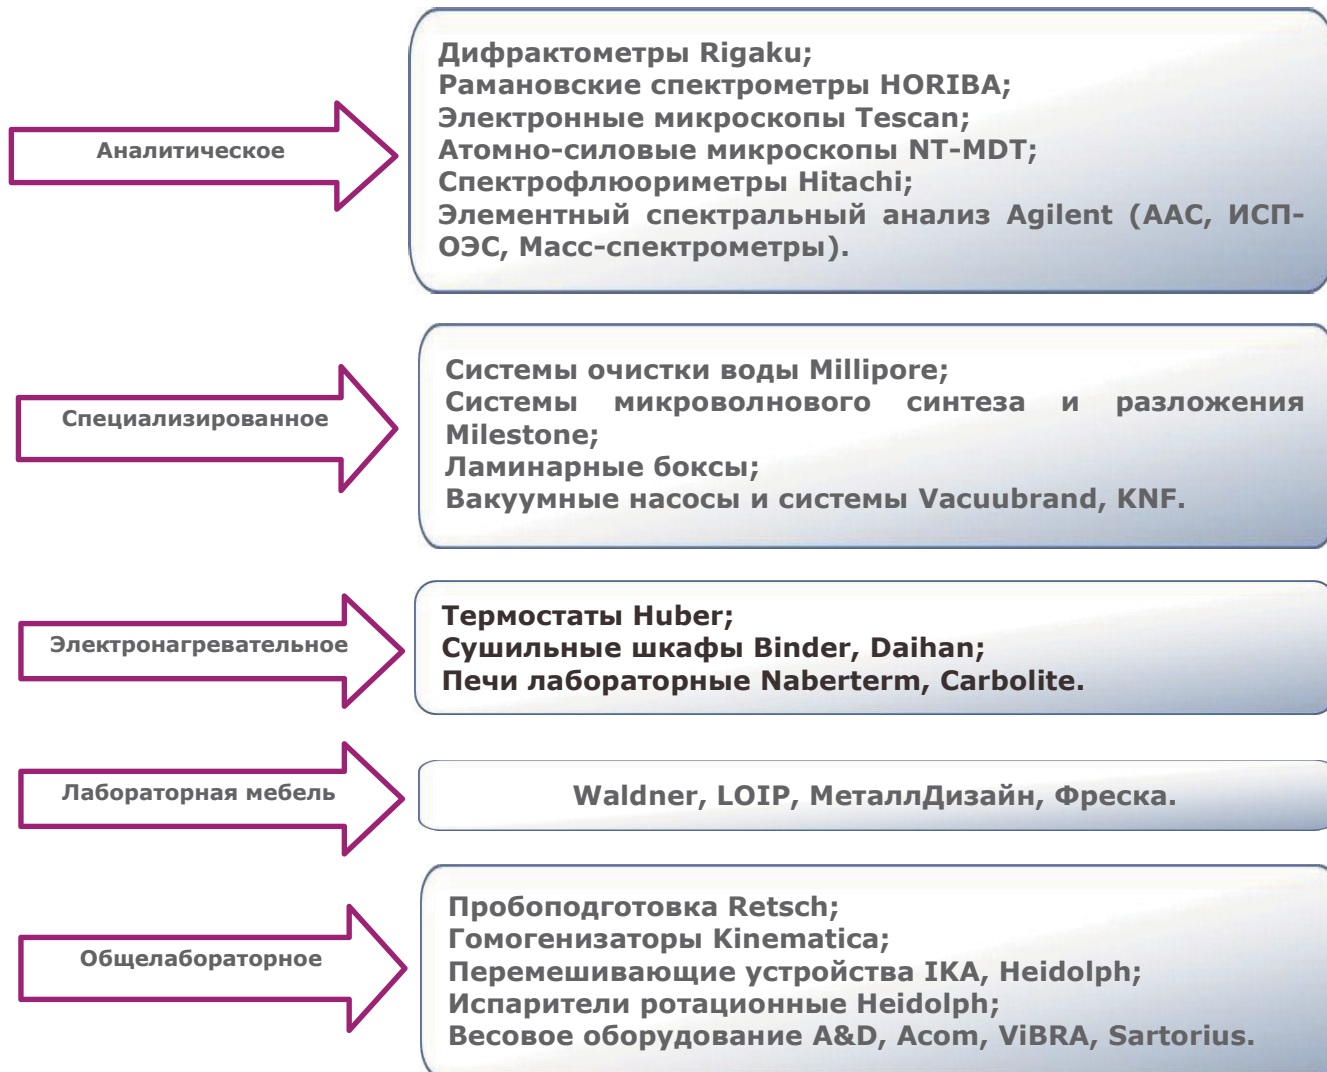 Аналитическое
Дифрактометры Rigaku;
Рамановские спектрометры HORIBA;
Электронные микроскопы Tescan;
Атомно-силовые микроскопы NT-MDT;
Спектрофлюориметры Hitachi;
Элементный спектральный анализ Agilent (ААС, ИСП-
ОЭС, Масс-спектрометры).
Специализированное
Системы очистки воды Millipore;
Системы микроволнового синтеза и разложения
Milestone;
Ламинарные боксы;
Вакуумные насосы и системы Vacuubrand, KNF.
Электронагревательное
Термостаты Huber;
Сушильные шкафы Binder, Daihan;
Печи лабораторные Naberterm, Carbolite.
Лабораторная мебель
Waldner, LOIP, МеталлДизайн, Фреска.
Общелабораторное
Пробоподготовка Retsch;
Гомогенизаторы Kinematica;
Перемешивающие устройства IKA, Heidolph;
Испарители ротационные Heidolph;
Весовое оборудование A&D, Acom, ViBRA, Sartorius.